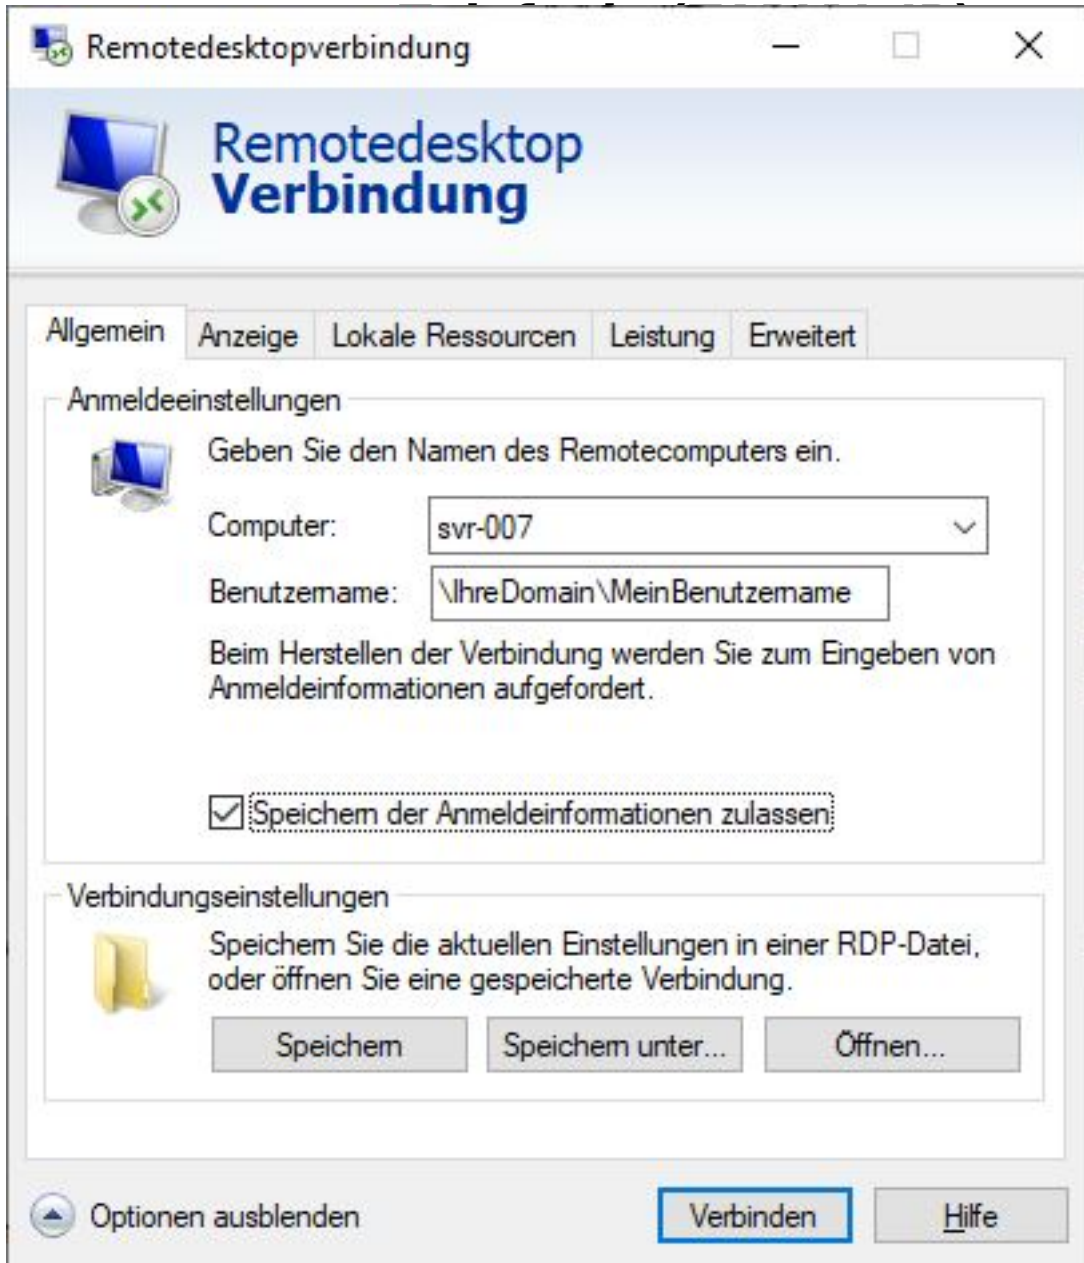 Remotedesktopverbindung
Remotedesktop
Verbindung
Allgemein Anzeige Lokale Ressourcen Leistung Erweitert
Anmeldeeinstellungen
Geben Sie den Namen des Remotecomputers ein.
Computer: svr-007
Benutzername: \IhreDomain\MeinBenutzername
Beim Herstellen der Verbindung werden Sie zum Eingeben von
Anmeldeinformationen aufgefordert.
Speichern der Anmeldeinformationen zulassen
Verbindungseinstellungen
Speichern Sie die aktuellen Einstellungen in einer RDP-Datei,
oder öffnen Sie eine gespeicherte Verbindung.
Speichern Speichern unter... Öffnen...
Optionen ausblenden Verbinden Hilfe